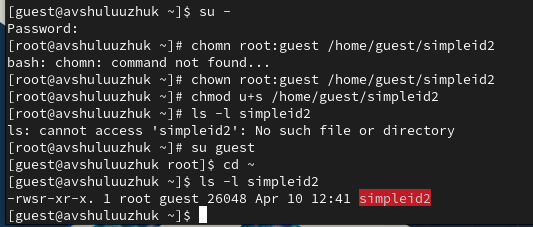 [guest@avshuluuzhuk ~]$ su -
Password:
[root@avshuluuzhuk ~]# chomn root:guest /home/guest/simpleid2
bash: chomn: command not found...
[root@avshuluuzhuk ~]# chown root:guest /home/guest/simpleid2
[root@avshuluuzhuk ~]# chmod u+s /home/guest/simpleid2
[root@avshuluuzhuk ~]# ls -l simpleid2
ls: cannot access 'simpleid2': No such file or directory
[root@avshuluuzhuk ~]# su guest
[guest@avshuluuzhuk root]$ cd ~
[guest@avshuluuzhuk ~]$ ls -l simpleid2
-rwsr-xr-x. 1 root guest 26048 Apr 10 12:41 simpleid2
[guest@avshuluuzhuk ~]$